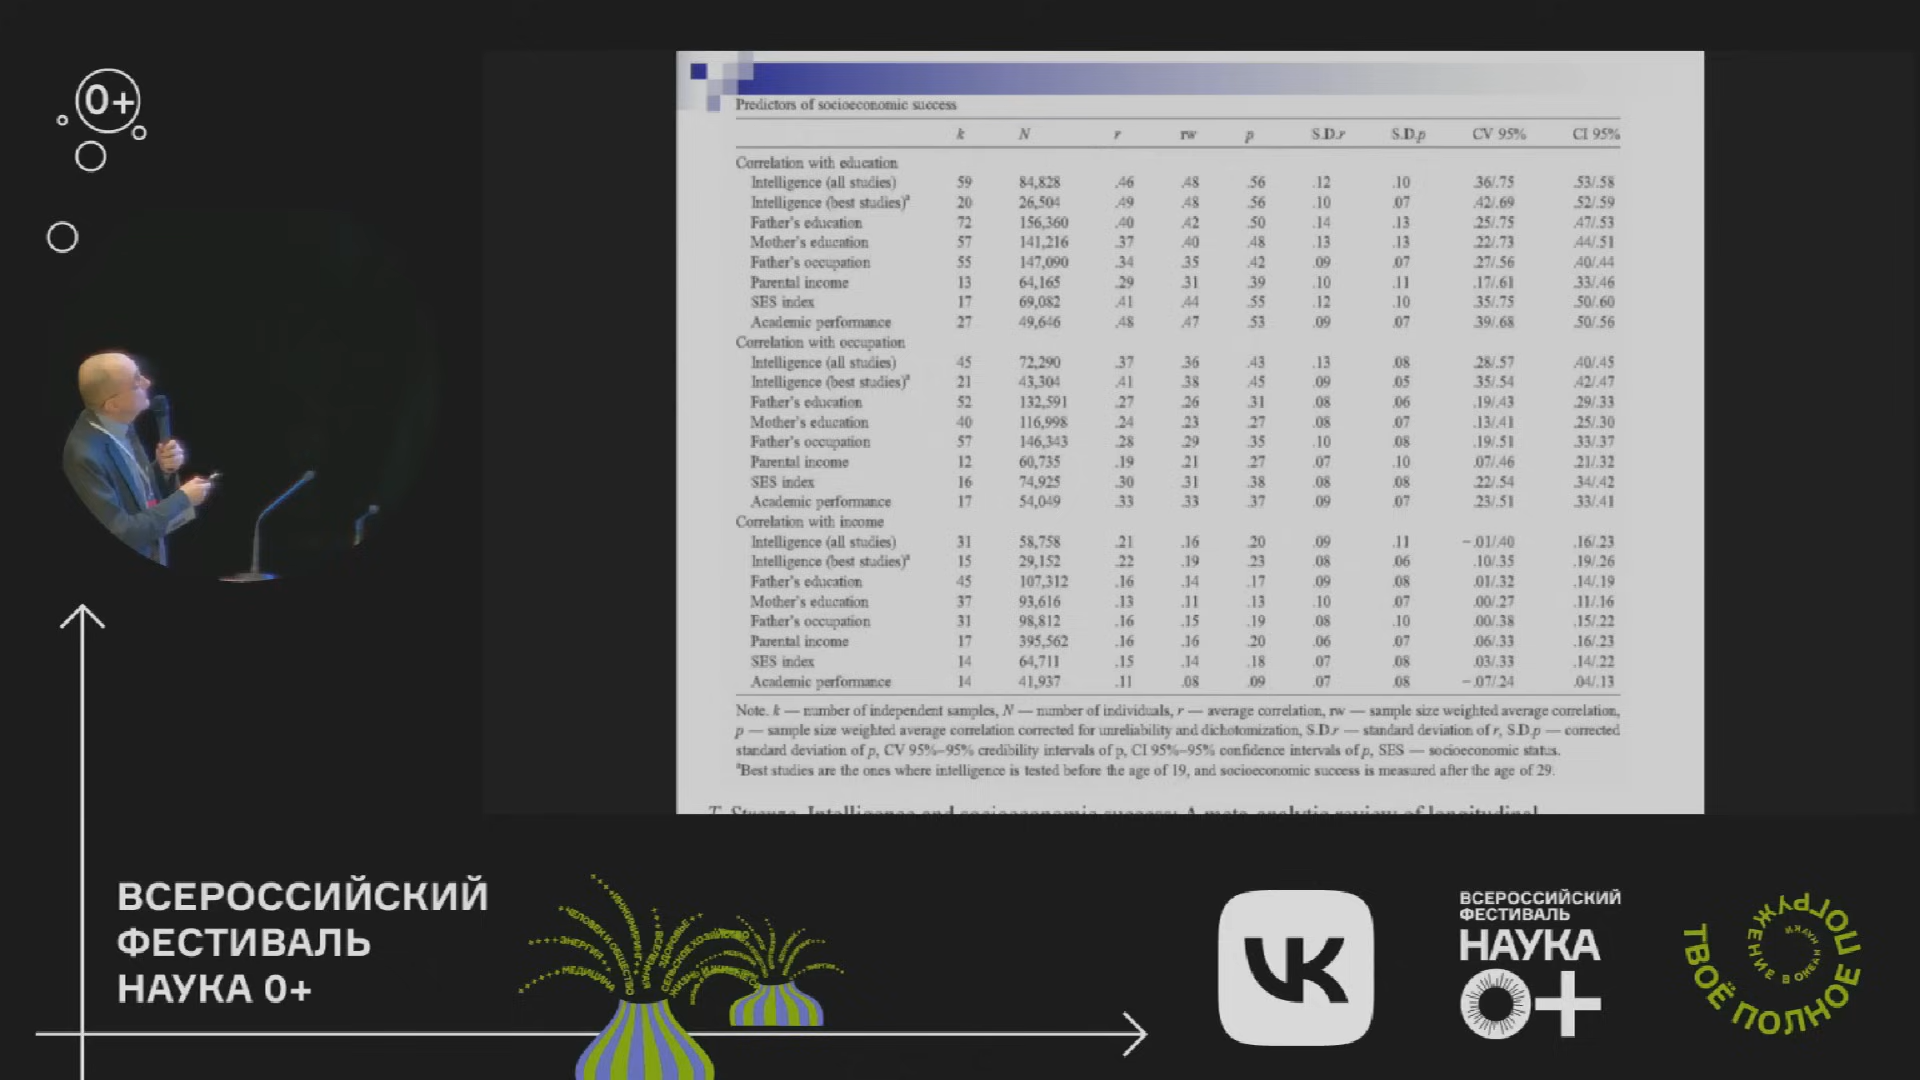 0+
Predictors of socioeconomic success
k N r rw p S.D.r S.D.p CV 95% CI 95%
Correlation with education
Intelligence (all studies) 59 84,828 .46 .48 .56 .12 .10 .36/.75 .53/.58
Intelligence (best studies)a 20 26,504 .49 .48 .56 .10 .07 .42/.69 .52/.59
Father's education 72 156,360 .40 .42 .50 .14 .13 .25/.75 .47/.53
Mother's education 57 141,216 .37 .40 .48 .13 .13 .22/.73 .44/.51
Father's occupation 55 147,090 .34 .35 .42 .09 .07 .27/.56 .40/.44
Parental income 13 64,165 .29 .31 .39 .10 .11 .17/.61 .33/.46
SES index 17 69,082 .41 .44 .55 .12 .10 .35/.75 .50/.60
Academic performance 27 49,646 .48 .47 .53 .09 .07 .39/.68 .50/.56
Correlation with occupation
Intelligence (all studies) 45 72,290 .37 .36 .43 .13 .08 .28/.57 .40/.45
Intelligence (best studies)a 21 43,304 .41 .38 .45 .09 .05 .35/.54 .42/.47
Father's education 52 132,591 .27 .26 .31 .08 .06 .19/.43 .29/.33
Mother's education 40 116,998 .24 .23 .27 .08 .07 .13/.41 .25/.30
Father's occupation 57 146,343 .28 .29 .35 .10 .08 .19/.51 .33/.37
Parental income 12 60,735 .19 .21 .27 .07 .10 .07/.46 .21/.32
SES index 16 74,925 .30 .31 .38 .08 .08 .22/.54 .34/.42
Academic performance 17 54,049 .33 .33 .37 .09 .07 .23/.51 .33/.41
Correlation with income
Intelligence (all studies) 31 58,758 .21 .16 .20 .09 .11 −.01/.40 .16/.23
Intelligence (best studies)a 15 29,152 .22 .19 .23 .08 .06 .10/.35 .19/.26
Father's education 45 107,312 .16 .14 .17 .09 .08 .01/.32 .14/.19
Mother's education 37 93,616 .13 .11 .13 .10 .07 .00/.27 .11/.16
Father's occupation 31 98,812 .16 .15 .19 .08 .10 .00/.38 .15/.22
Parental income 17 395,562 .16 .16 .20 .06 .07 .06/.33 .16/.23
SES index 14 64,711 .15 .14 .18 .07 .08 .03/.33 .14/.22
Academic performance 14 41,937 .11 .08 .09 .07 .08 −.07/.24 .04/.13
Note. k — number of independent samples, N — number of individuals, r — average correlation, rw — sample size weighted average correlation,
p — sample size weighted average correlation corrected for unreliability and dichotomization, S.D.r — standard deviation of r, S.D.p — corrected
standard deviation of p, CV 95%–95% credibility intervals of p, CI 95%–95% confidence intervals of p, SES — socioeconomic status.
aBest studies are the ones where intelligence is tested before the age of 19, and socioeconomic success is measured after the age of 29.
T. Strenze, Intelligence and socioeconomic success: A meta-analytic review of longitudinal
ВСЕРОССИЙСКИЙ
ФЕСТИВАЛЬ
НАУКА 0+
ЧЕЛОВЕК И ОБЩЕСТВО
ЭНЕРГИЯ
МЕДИЦИНА
VK
ВСЕРОССИЙСКИЙ
ФЕСТИВАЛЬ
НАУКА
0+
ТВОЁ ПОЛНОЕ ПОГРУЖЕНИЕ В ОКЕАН НАУКИ